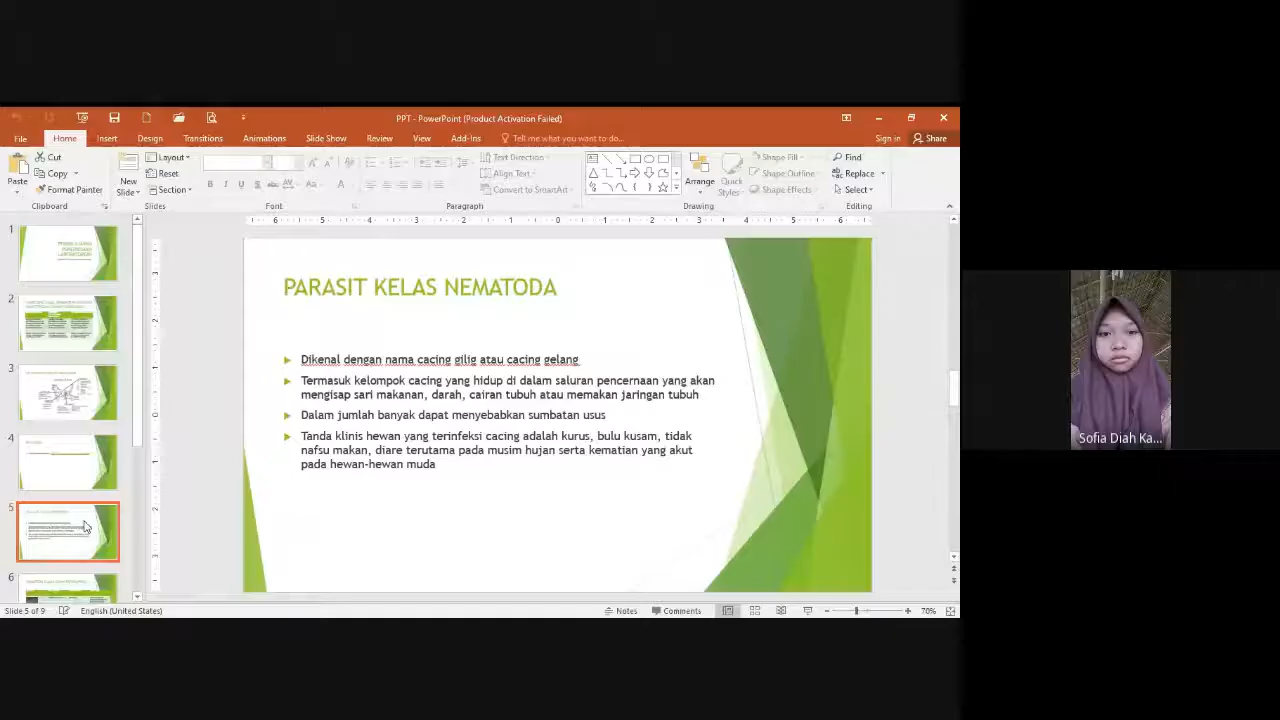 PPT - PowerPoint (Product Activation Failed)
File Home Insert Design Transitions Animations Slide Show Review View Add-Ins Tell me what you want to do... Sign in Share
Paste
Cut
Copy
Format Painter
Clipboard
New Slide
Layout
Reset
Section
Slides
Font
Text Direction
Align Text
Convert to SmartArt
Paragraph
Arrange
Quick Styles
Shape Fill
Shape Outline
Shape Effects
Drawing
Find
Replace
Select
Editing
1
2
3
4
5
6
PARASIT KELAS NEMATODA
Dikenal dengan nama cacing gilig atau cacing gelang
Termasuk kelompok cacing yang hidup di dalam saluran pencernaan yang akan
mengisap sari makanan, darah, cairan tubuh atau memakan jaringan tubuh
Dalam jumlah banyak dapat menyebabkan sumbatan usus
Tanda klinis hewan yang terinfeksi cacing adalah kurus, bulu kusam, tidak
nafsu makan, diare terutama pada musim hujan serta kematian yang akut
pada hewan-hewan muda
Sofia Diah Ka...
Slide 5 of 9 English (United States) Notes Comments 70%